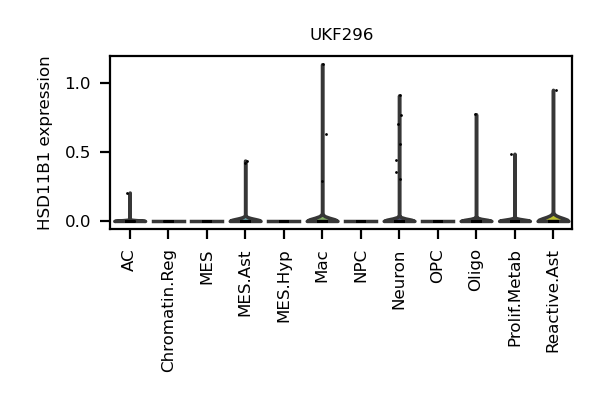 UKF296
HSD11B1 expression
1.0
0.5
0.0
AC
Chromatin.Reg
MES
MES.Ast
MES.Hyp
Mac
NPC
Neuron
OPC
Oligo
Prolif.Metab
Reactive.Ast